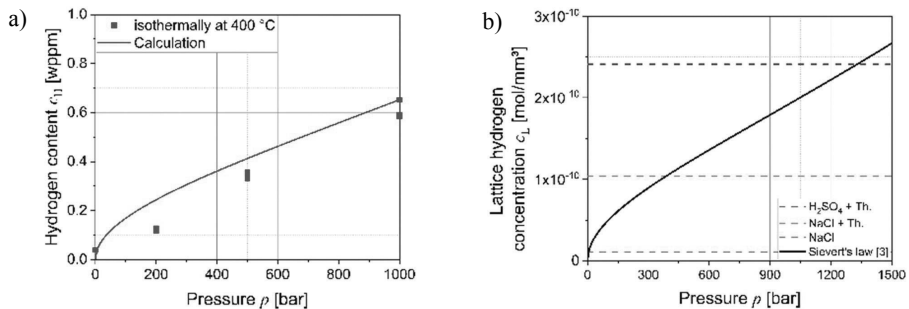 a)
isothermally at 400 °C
Calculation
Hydrogen content c_H [wppm]
1.0
0.8
0.6
0.4
0.2
0.0
0 200 400 600 800 1000
Pressure p [bar]
b)
Lattice hydrogen
concentration c_L [mol/mm³]
3x10⁻¹⁰
2x10⁻¹⁰
1x10⁻¹⁰
0
H₂SO₄ + Th.
NaCl + Th.
NaCl
Sievert's law [3]
0 300 600 900 1200 1500
Pressure p [bar]